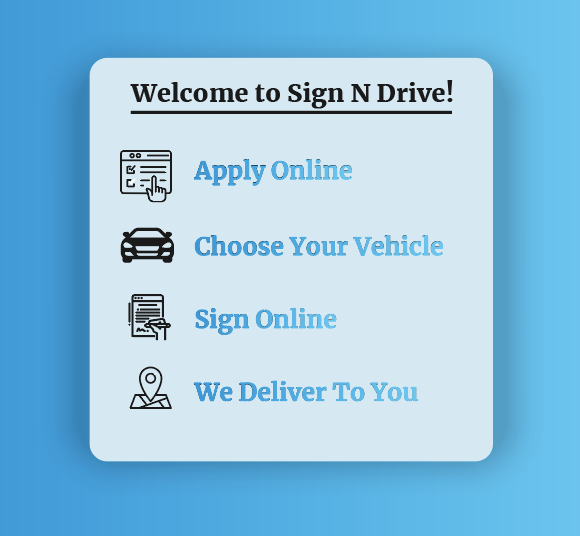 Welcome to Sign N Drive!
Apply Online
Choose Your Vehicle
Sign Online
We Deliver To You